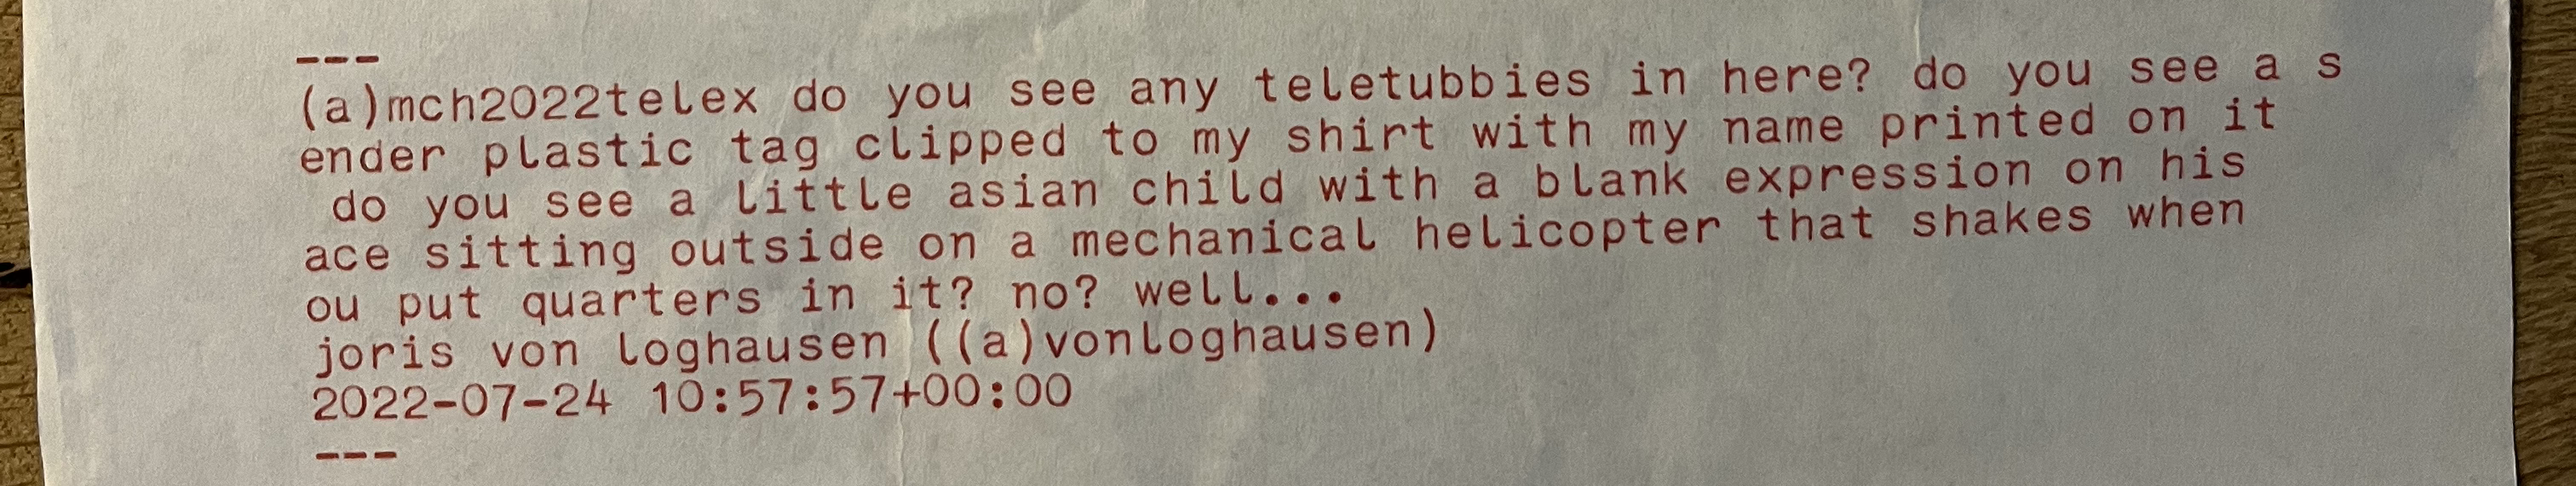 ---
(a)mch2022telex do you see any teletubbies in here? do you see a s
ender plastic tag clipped to my shirt with my name printed on it
do you see a little asian child with a blank expression on his
ace sitting outside on a mechanical helicopter that shakes when
ou put quarters in it? no? well...
joris von loghausen ((a)vonloghausen)
2022-07-24 10:57:57+00:00
---